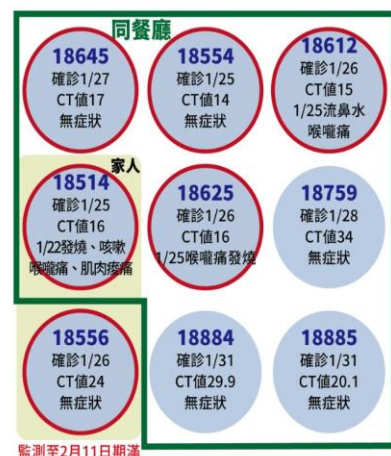 同餐廳
18645
確診1/27
CT值17
無症狀
18554
確診1/25
CT值14
無症狀
18612
確診1/26
CT值15
1/25流鼻水
喉嚨痛
家人
18514
確診1/25
CT值16
1/22發燒、咳嗽
喉嚨痛、肌肉痠痛
18625
確診1/26
CT值16
1/25喉嚨痛發燒
18759
確診1/28
CT值34
無症狀
18556
確診1/26
CT值24
無症狀
18884
確診1/31
CT值29.9
無症狀
18885
確診1/31
CT值20.1
無症狀
監測至2月11日期滿